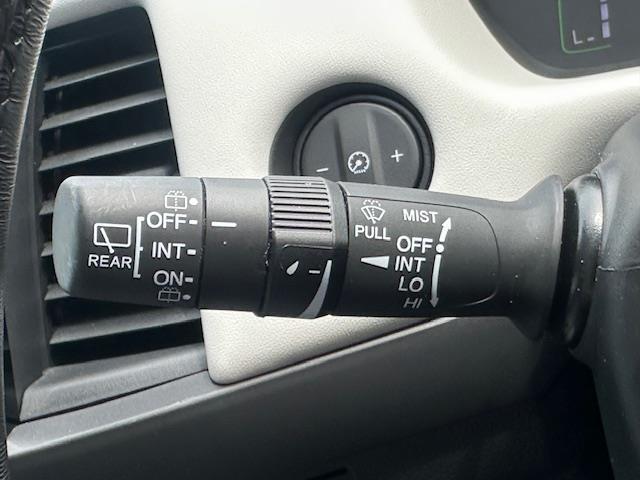 L
− +
OFF
INT
REAR
ON
PULL
MIST
OFF
INT
LO
HI